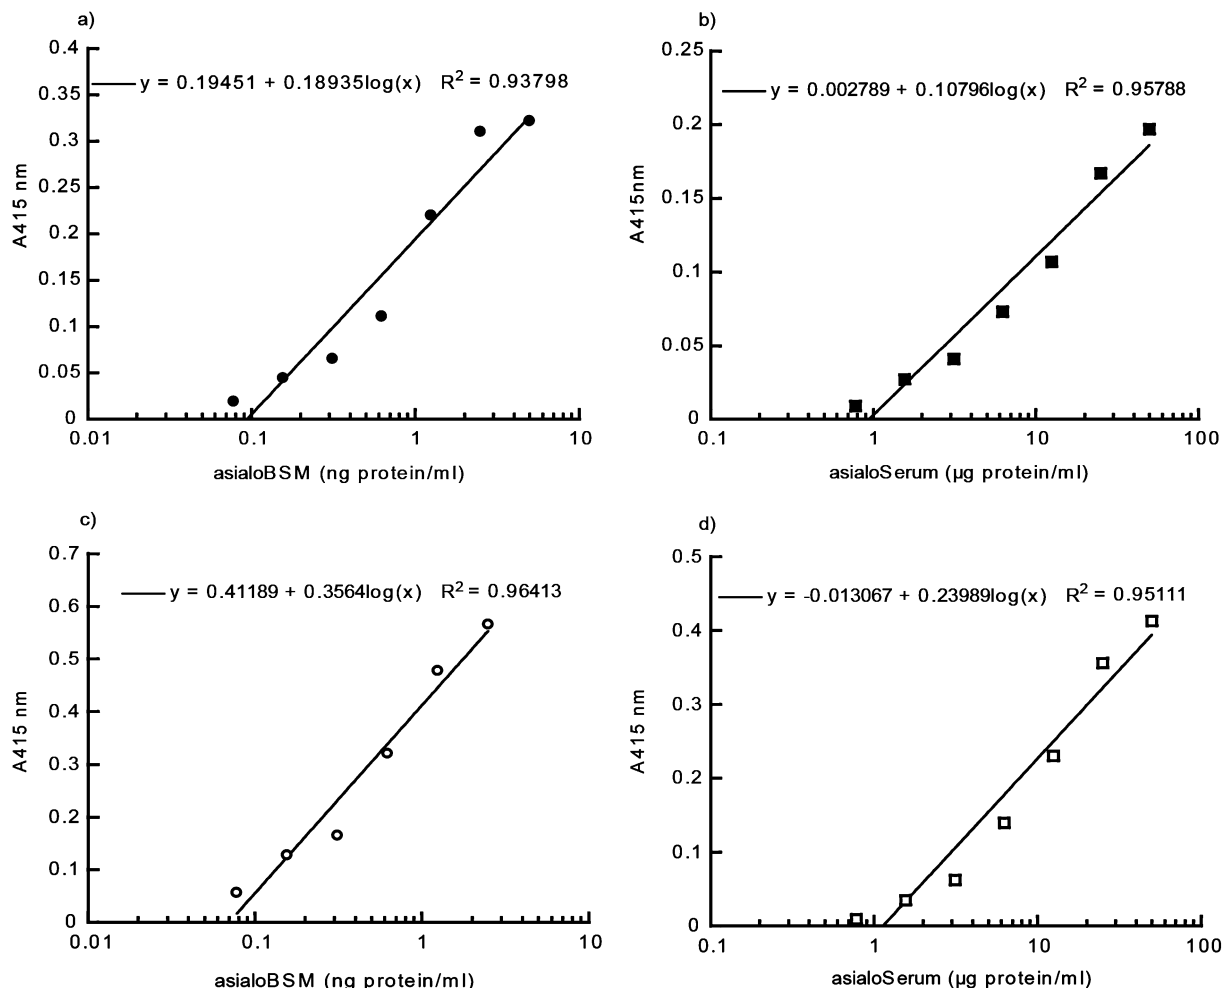 a)
0.4
y = 0.19451 + 0.18935log(x) R² = 0.93798
0.35
0.3
0.25
0.2
0.15
0.1
0.05
0
A415 nm
0.01 0.1 1 10
asialoBSM (ng protein/ml)
b)
0.25
y = 0.002789 + 0.10796log(x) R² = 0.95788
0.2
0.15
0.1
0.05
0
A415nm
0.1 1 10 100
asialoSerum (µg protein/ml)
c)
0.7
y = 0.41189 + 0.3564log(x) R² = 0.96413
0.6
0.5
0.4
0.3
0.2
0.1
0
A415 nm
0.01 0.1 1 10
asialoBSM (ng protein/ml)
d)
0.5
y = -0.013067 + 0.23989log(x) R² = 0.95111
0.4
0.3
0.2
0.1
0
A415 nm
0.1 1 10 100
asialoSerum (µg protein/ml)